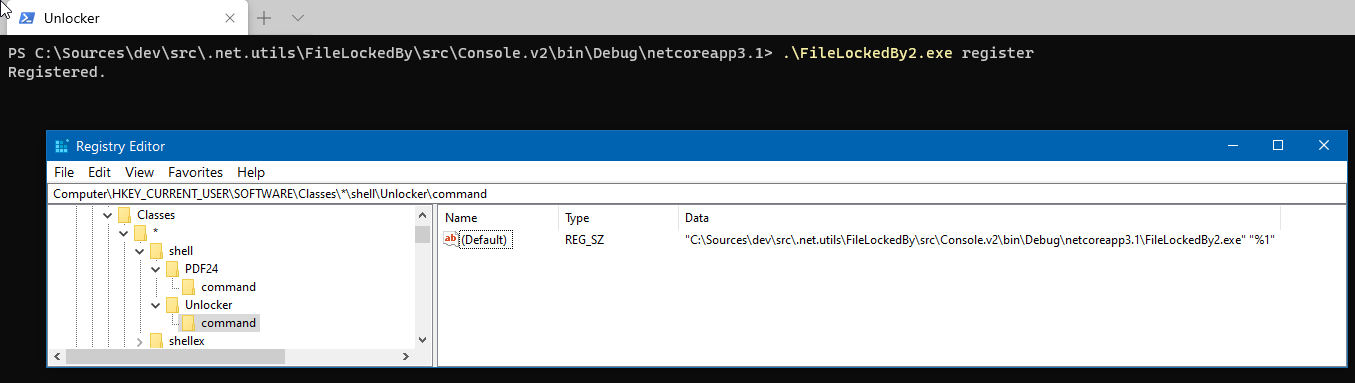 Unlocker
PS C:\Sources\dev\src\.net.utils\FileLockedBy\src\Console.v2\bin\Debug\netcoreapp3.1> .\FileLockedBy2.exe register
Registered.
Registry Editor
File Edit View Favorites Help
Computer\HKEY_CURRENT_USER\SOFTWARE\Classes\*\shell\Unlocker\command
Classes
*
shell
PDF24
command
Unlocker
command
shellex
Name Type Data
ab (Default) REG_SZ "C:\Sources\dev\src\.net.utils\FileLockedBy\src\Console.v2\bin\Debug\netcoreapp3.1\FileLockedBy2.exe" "%1"